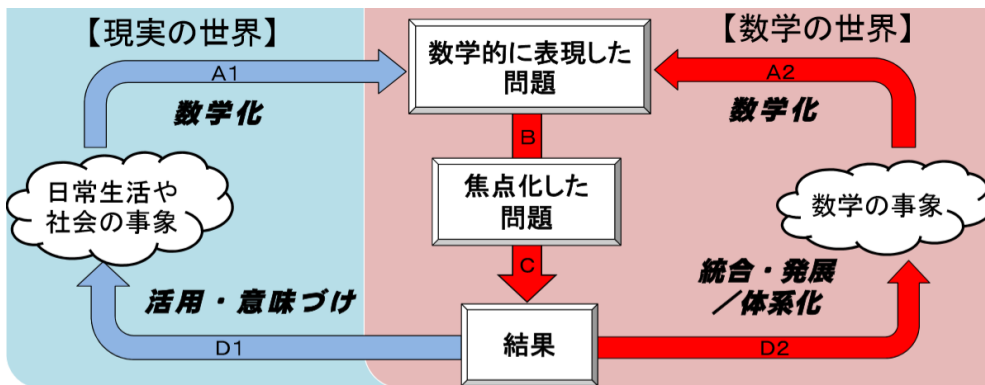 【現実の世界】
【数学の世界】
A1
数学化
数学的に表現した
問題
A2
数学化
B
日常生活や
社会の事象
焦点化した
問題
数学の事象
C
活用・意味づけ
統合・発展
／体系化
D1
結果
D2